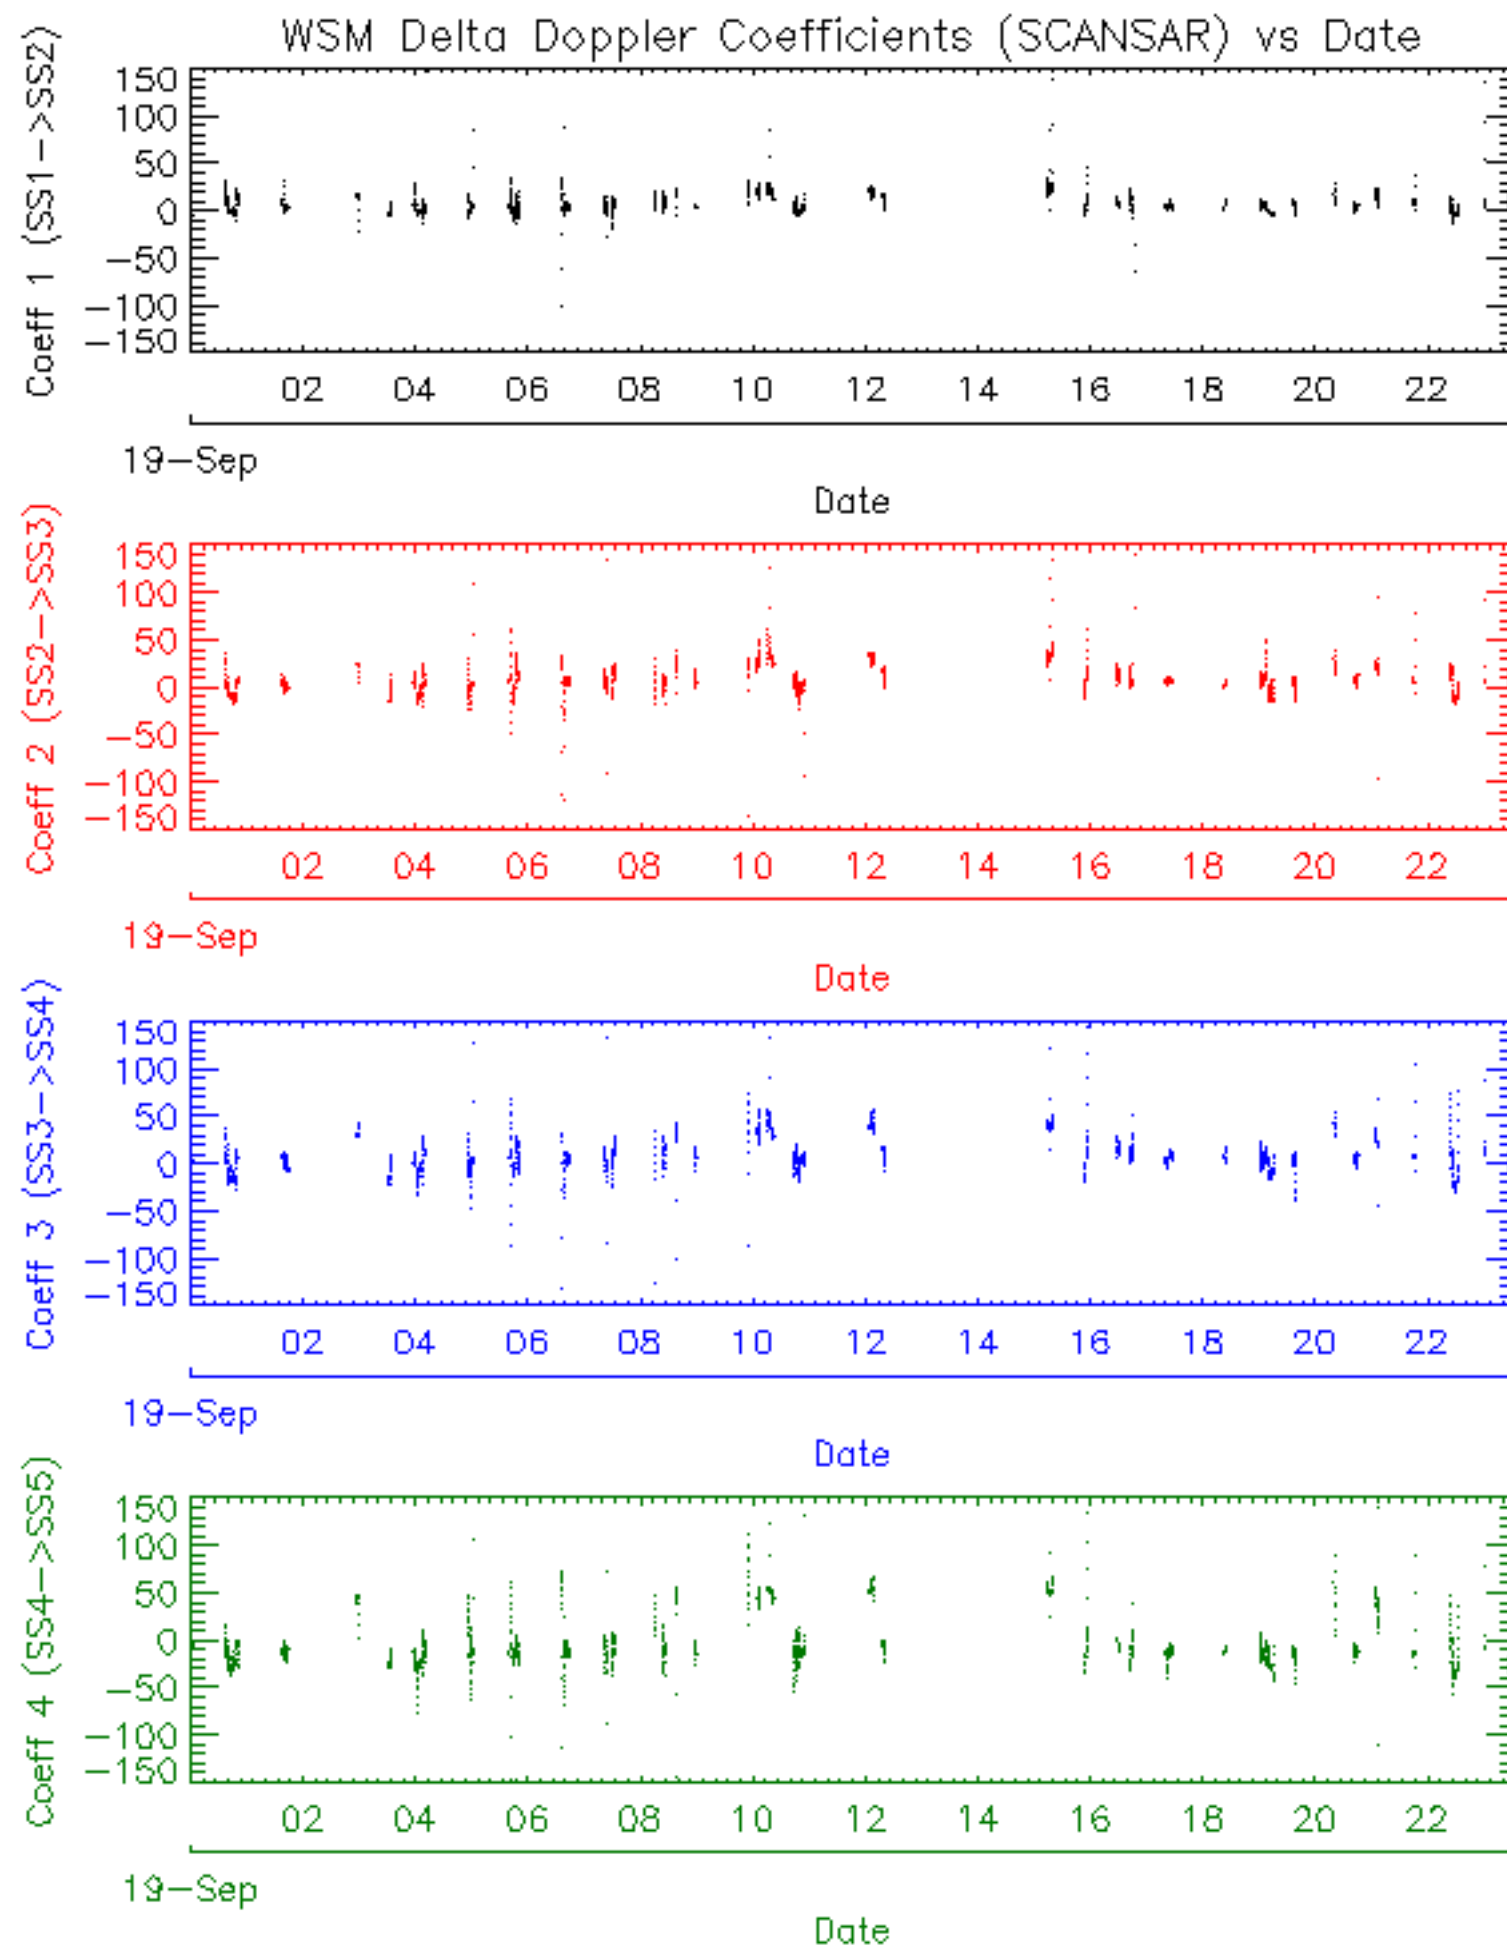 WSM Delta Doppler Coefficients (SCANSAR) vs Date
Coeff 1 (SS1->SS2)
150
100
50
0
-50
-100
-150
02 04 06 08 10 12 14 16 18 20 22
19-Sep
Date
Coeff 2 (SS2->SS3)
150
100
50
0
-50
-100
-150
02 04 06 08 10 12 14 16 18 20 22
19-Sep
Date
Coeff 3 (SS3->SS4)
150
100
50
0
-50
-100
-150
02 04 06 08 10 12 14 16 18 20 22
19-Sep
Date
Coeff 4 (SS4->SS5)
150
100
50
0
-50
-100
-150
02 04 06 08 10 12 14 16 18 20 22
19-Sep
Date